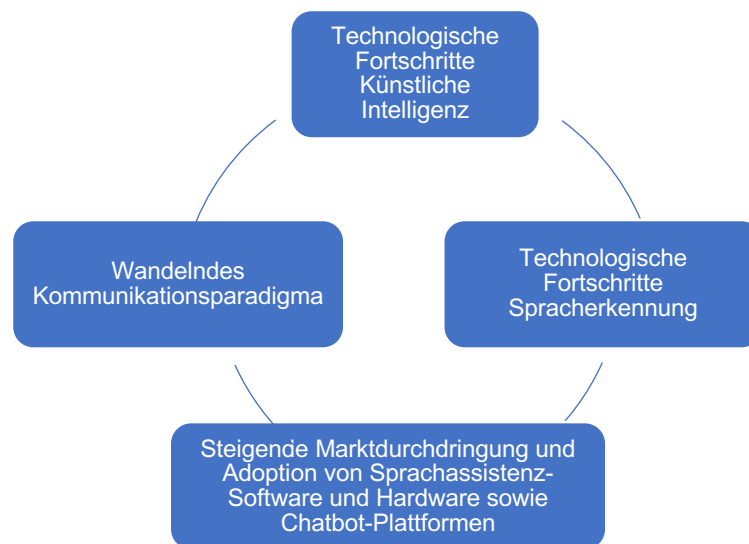 Technologische
Fortschritte
Künstliche
Intelligenz
Wandelndes
Kommunikationsparadigma
Technologische
Fortschritte
Spracherkennung
Steigende Marktdurchdringung und
Adoption von Sprachassistenz-
Software und Hardware sowie
Chatbot-Plattformen